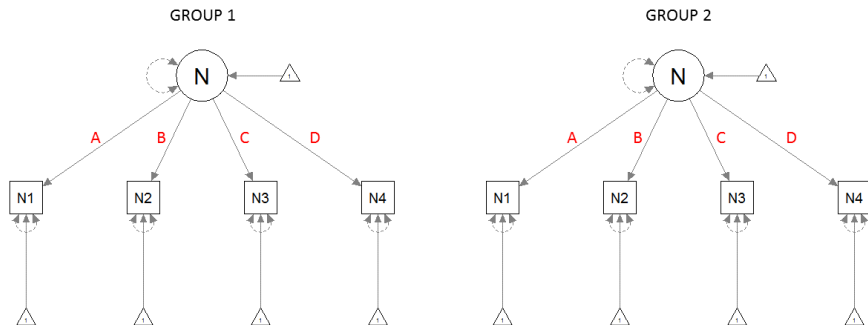 GROUP 1 GROUP 2
N 1 N 1
A B C D A B C D
N1 N2 N3 N4 N1 N2 N3 N4
1 1 1 1 1 1 1 1